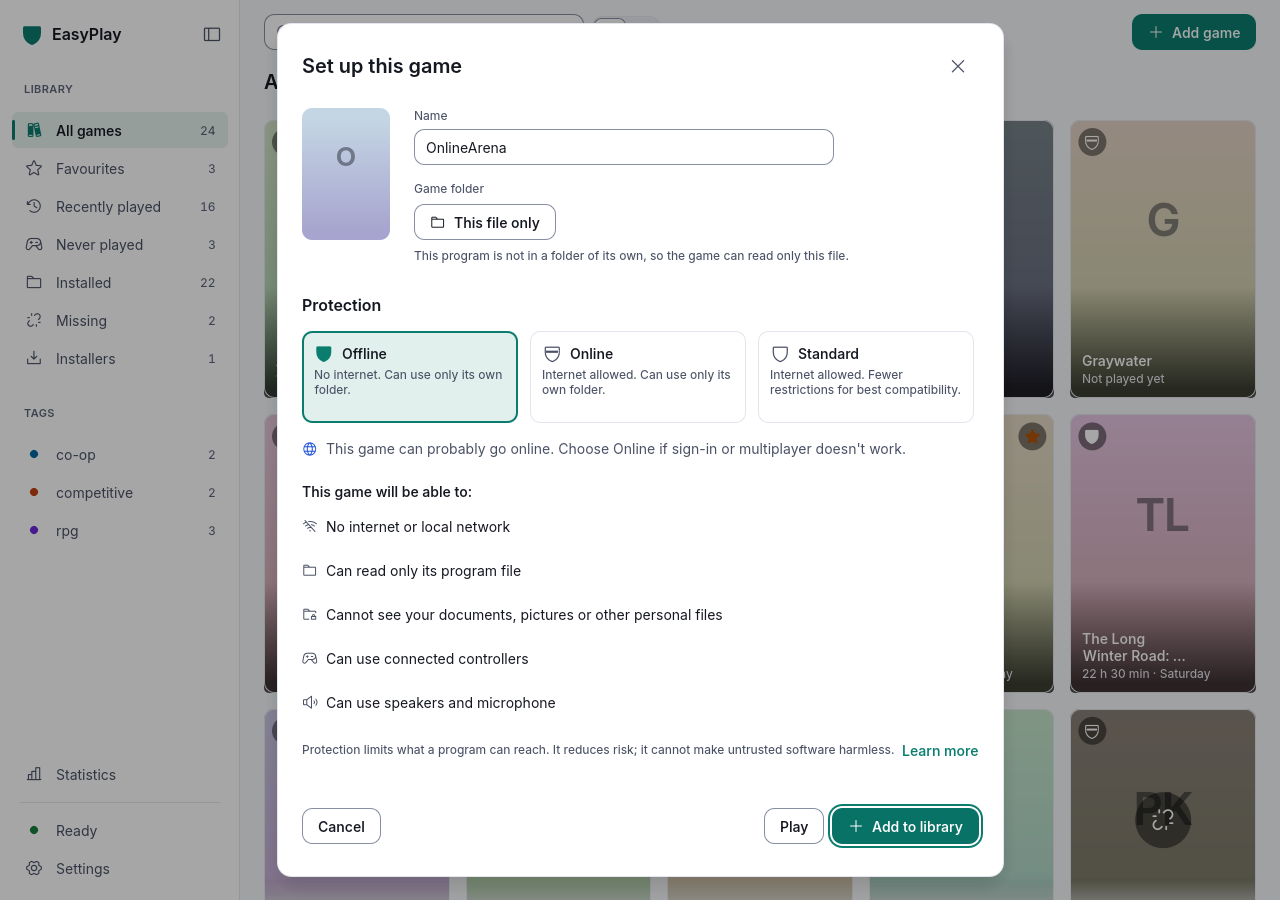 EasyPlay
Add game
LIBRARY
All games 24
Favourites 3
Recently played 16
Never played 3
Installed 22
Missing 2
Installers 1
TAGS
co-op 2
competitive 2
rpg 3
Statistics
Ready
Settings
Set up this game
O
Name
OnlineArena
Game folder
This file only
This program is not in a folder of its own, so the game can read only this file.
Protection
Offline
No internet. Can use only its own
folder.
Online
Internet allowed. Can use only its
own folder.
Standard
Internet allowed. Fewer
restrictions for best compatibility.
This game can probably go online. Choose Online if sign-in or multiplayer doesn't work.
This game will be able to:
No internet or local network
Can read only its program file
Cannot see your documents, pictures or other personal files
Can use connected controllers
Can use speakers and microphone
Protection limits what a program can reach. It reduces risk; it cannot make untrusted software harmless. Learn more
Cancel
Play
Add to library
G
Graywater
Not played yet
TL
The Long
Winter Road: ...
22 h 30 min · Saturday